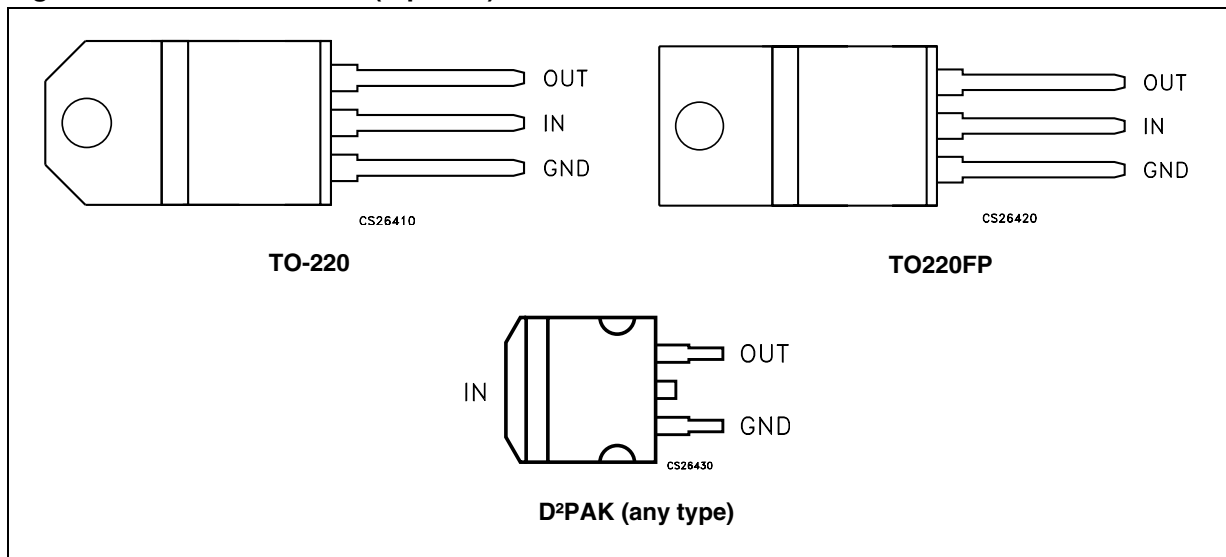 OUT
IN
GND
CS26410
TO-220
OUT
IN
GND
CS26420
TO220FP
IN
OUT
GND
CS26430
D²PAK (any type)